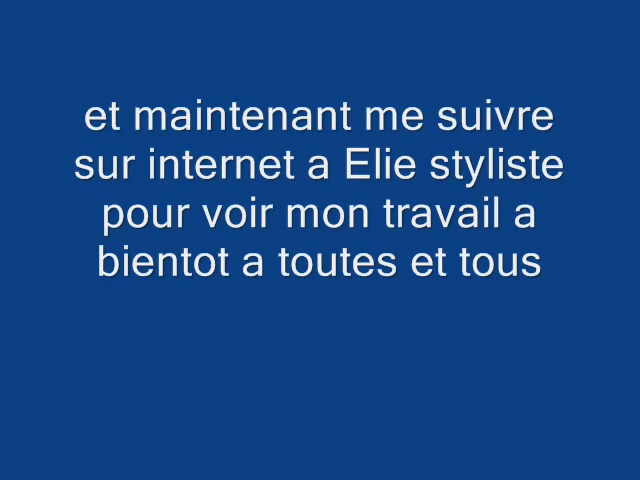 et maintenant me suivre
sur internet a Elie styliste
pour voir mon travail a
bientot a toutes et tous